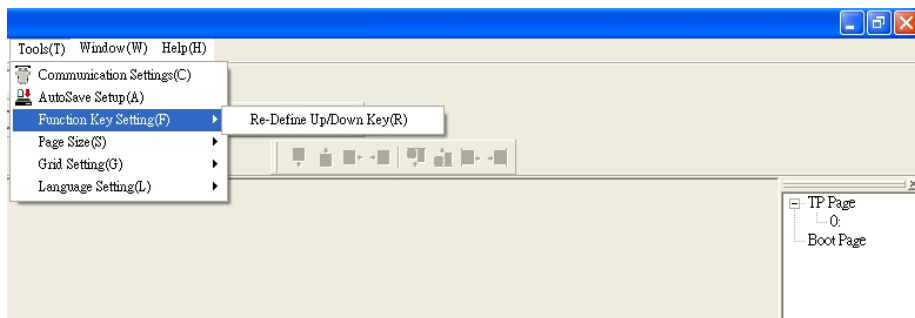 Tools(T) Window(W) Help(H)
Communication Settings(C)
AutoSave Setup(A)
Function Key Setting(F) Re-Define Up/Down Key(R)
Page Size(S)
Grid Setting(G)
Language Setting(L)
TP Page
0:
Boot Page